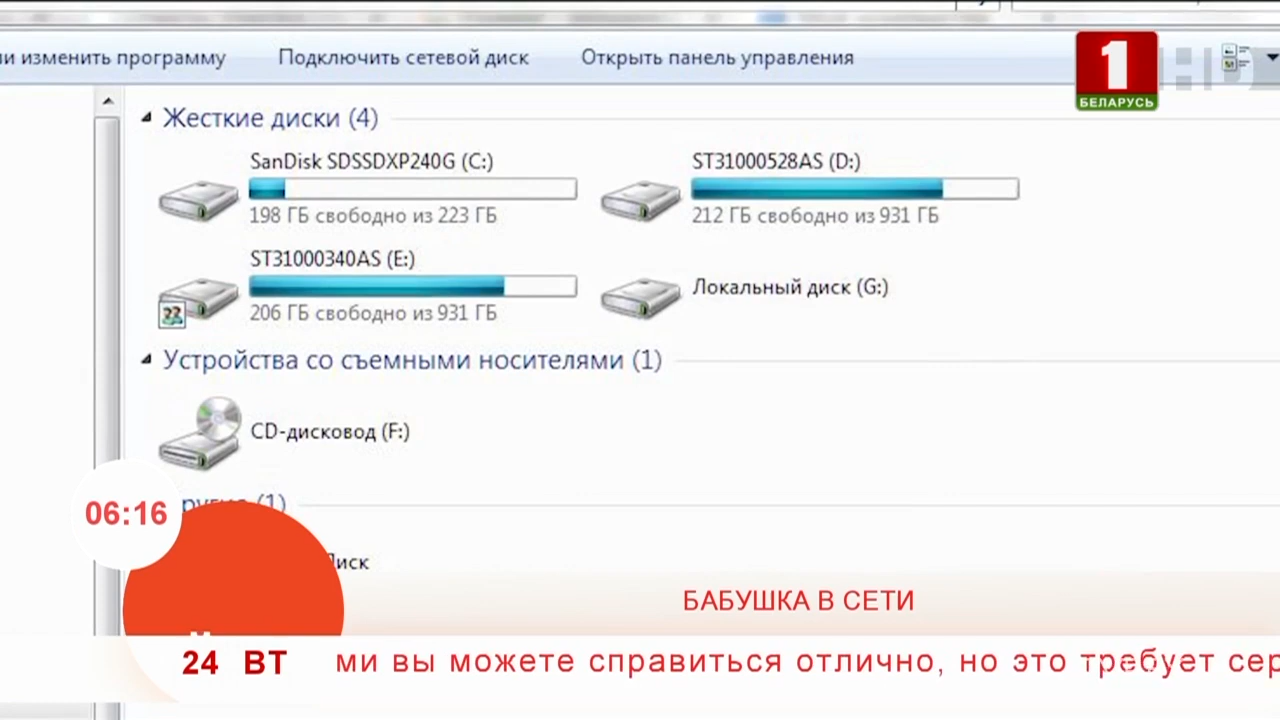 изменить программу Подключить сетевой диск Открыть панель управления
1 HD
БЕЛАРУСЬ
Жесткие диски (4)
SanDisk SDSSDXP240G (C:) ST31000528AS (D:)
198 ГБ свободно из 223 ГБ 212 ГБ свободно из 931 ГБ
ST31000340AS (E:) Локальный диск (G:)
206 ГБ свободно из 931 ГБ
Устройства со съемными носителями (1)
CD-дисковод (F:)
(1)
06:16
Диск
БАБУШКА В СЕТИ
24 ВТ ми вы можете справиться отлично, но это требует сер